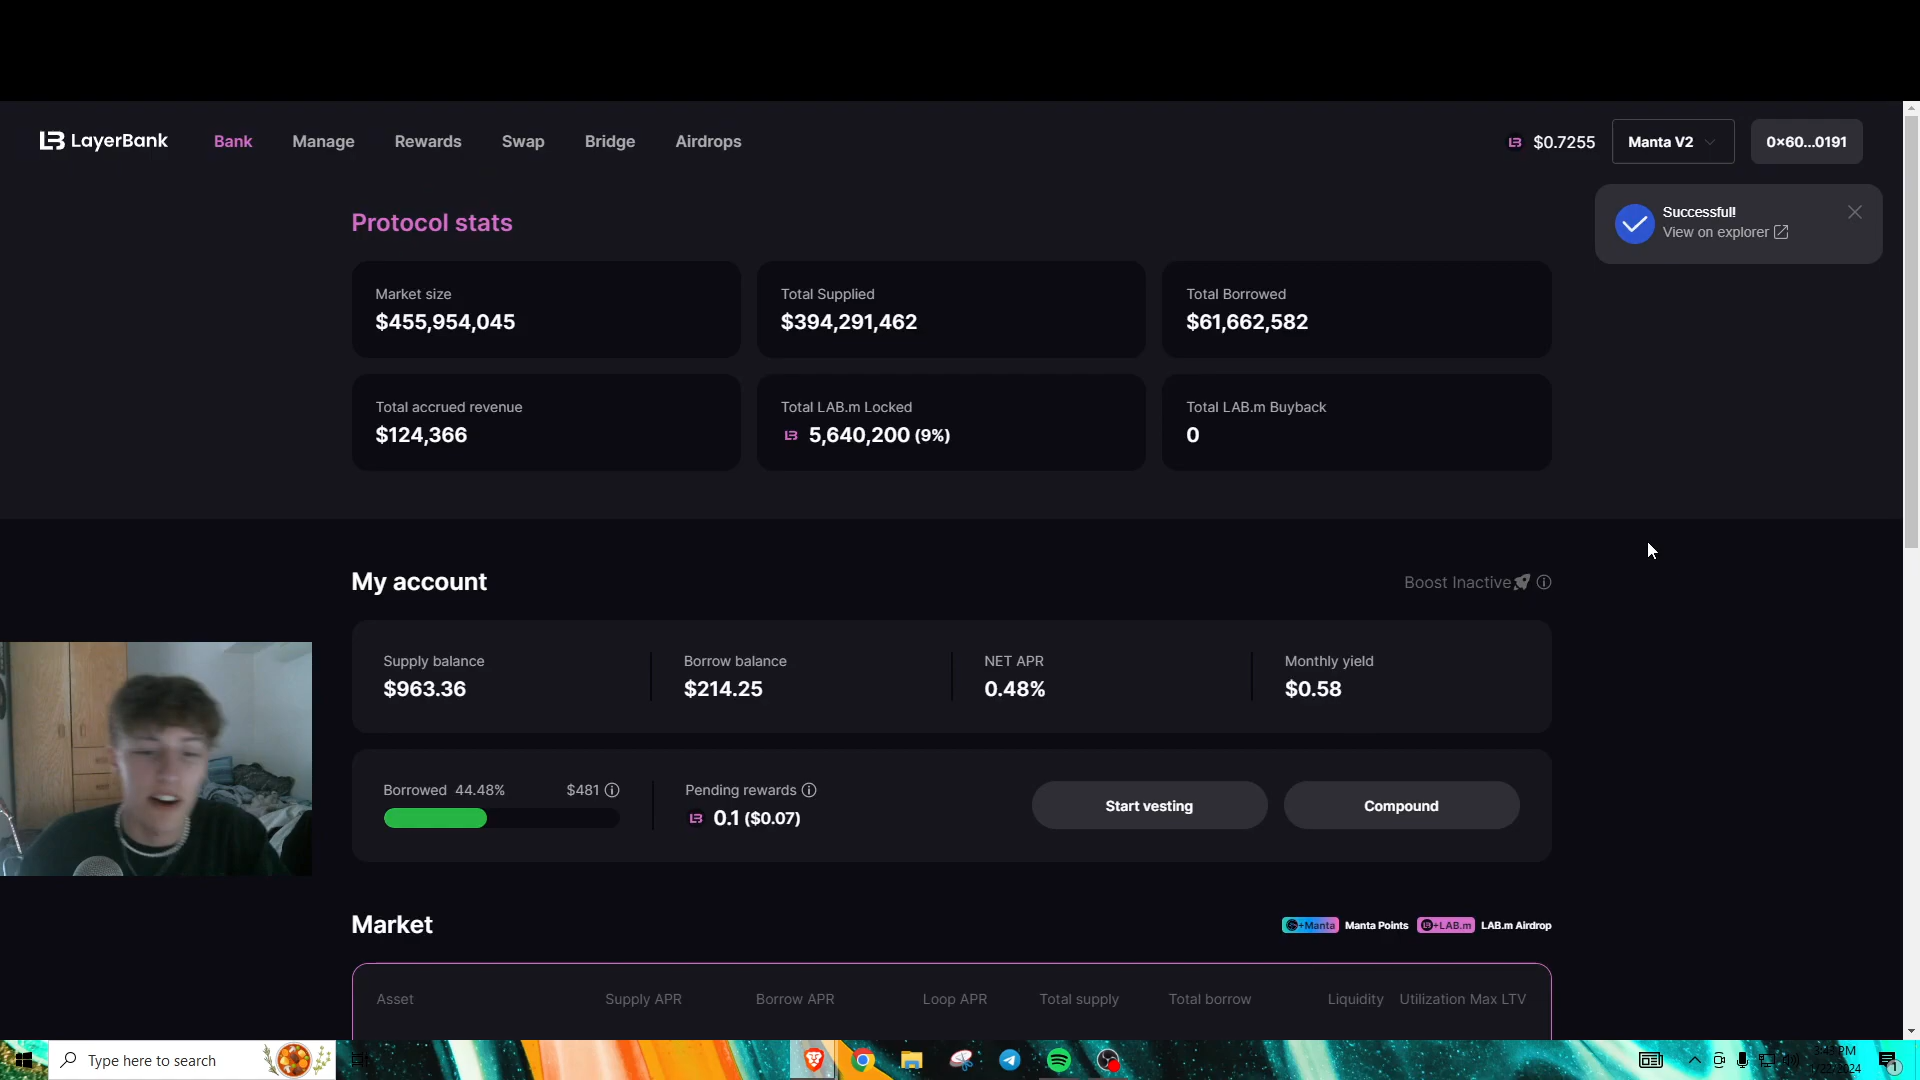 LayerBank
Bank
Manage
Rewards
Swap
Bridge
Airdrops
$0.7255
Manta V2
0×60...0191
Successful!
View on explorer
Protocol stats
Market size
$455,954,045
Total Supplied
$394,291,462
Total Borrowed
$61,662,582
Total accrued revenue
$124,366
Total LAB.m Locked
5,640,200 (9%)
Total LAB.m Buyback
0
My account
Boost Inactive
Supply balance
$963.36
Borrow balance
$214.25
NET APR
0.48%
Monthly yield
$0.58
Borrowed 44.48% $481
Pending rewards
0.1 ($0.07)
Start vesting
Compound
Market
+Manta Manta Points +LAB.m LAB.m Airdrop
Asset Supply APR Borrow APR Loop APR Total supply Total borrow Liquidity Utilization Max LTV
Type here to search
1